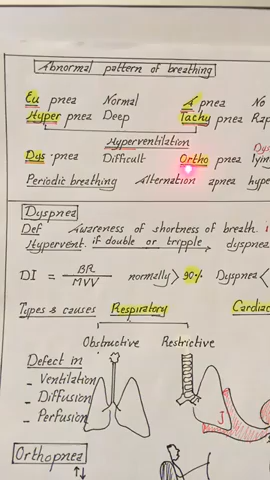 Abnormal pattern of breathing
Eu pnea Normal A pnea No
Hyper pnea Deep Tachy pnea Rap
Hyperventilation Dys
Dys-pnea Difficult Ortho pnea lyin
Periodic breathing Alternation apnea hype
Dyspnea
Def Awareness of shortness of breath.
Hypervent. if double or tripple dyspnea
DI = BR / MVV normally > 90% Dyspnea <
Types & causes Respiratory Cardiac
Obstructive Restrictive
Defect in
- Ventilation
- Diffusion
- Perfusion
J
Orthopnea